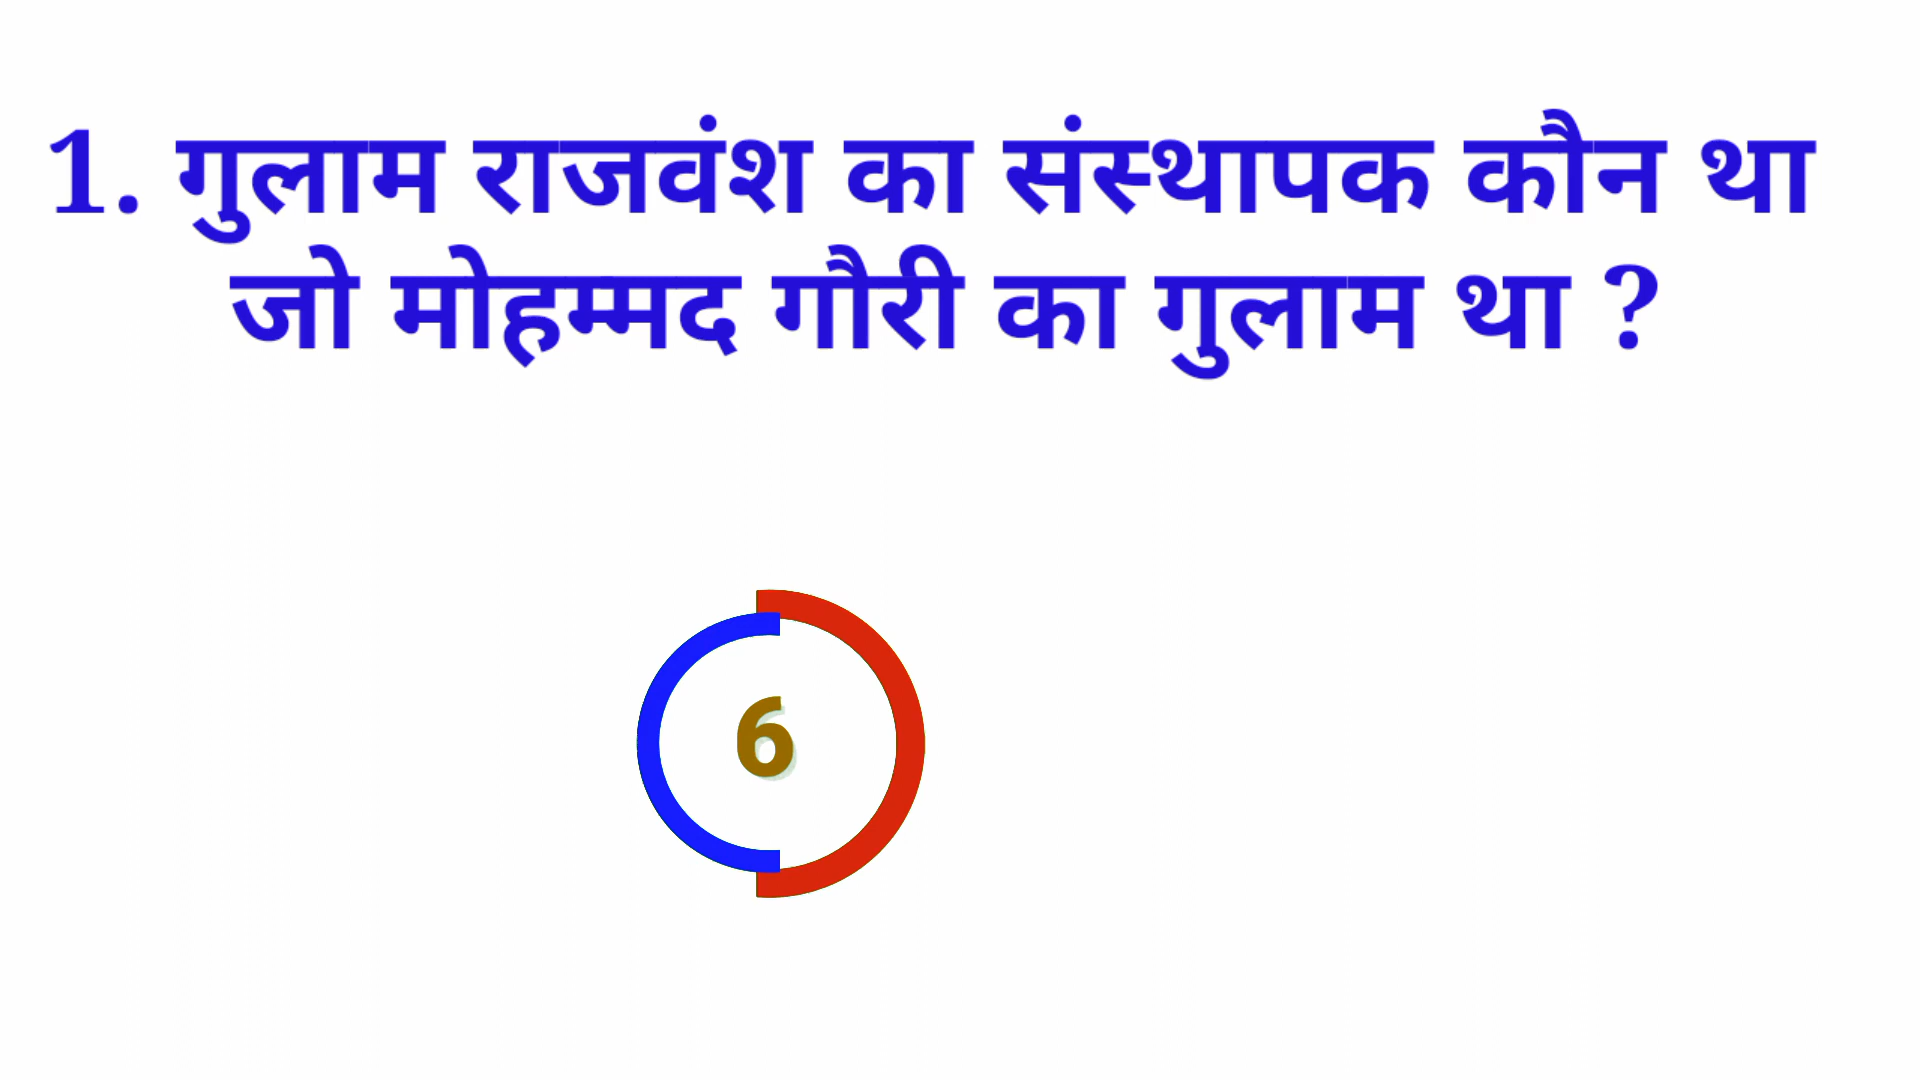 1. गुलाम राजवंश का संस्थापक कौन था
जो मोहम्मद गौरी का गुलाम था ?
6